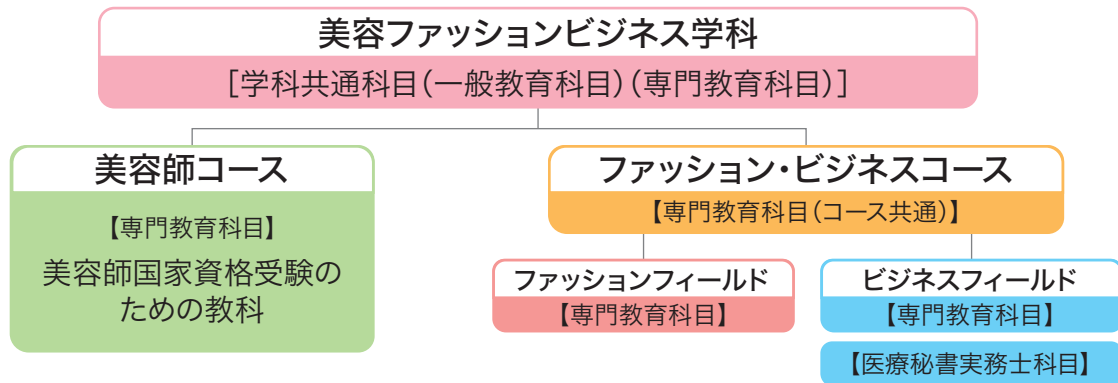 美容ファッションビジネス学科
［学科共通科目（一般教育科目）（専門教育科目）］
美容師コース
【専門教育科目】
美容師国家資格受験の
ための教科
ファッション・ビジネスコース
【専門教育科目（コース共通）】
ファッションフィールド
【専門教育科目】
ビジネスフィールド
【専門教育科目】
【医療秘書実務士科目】